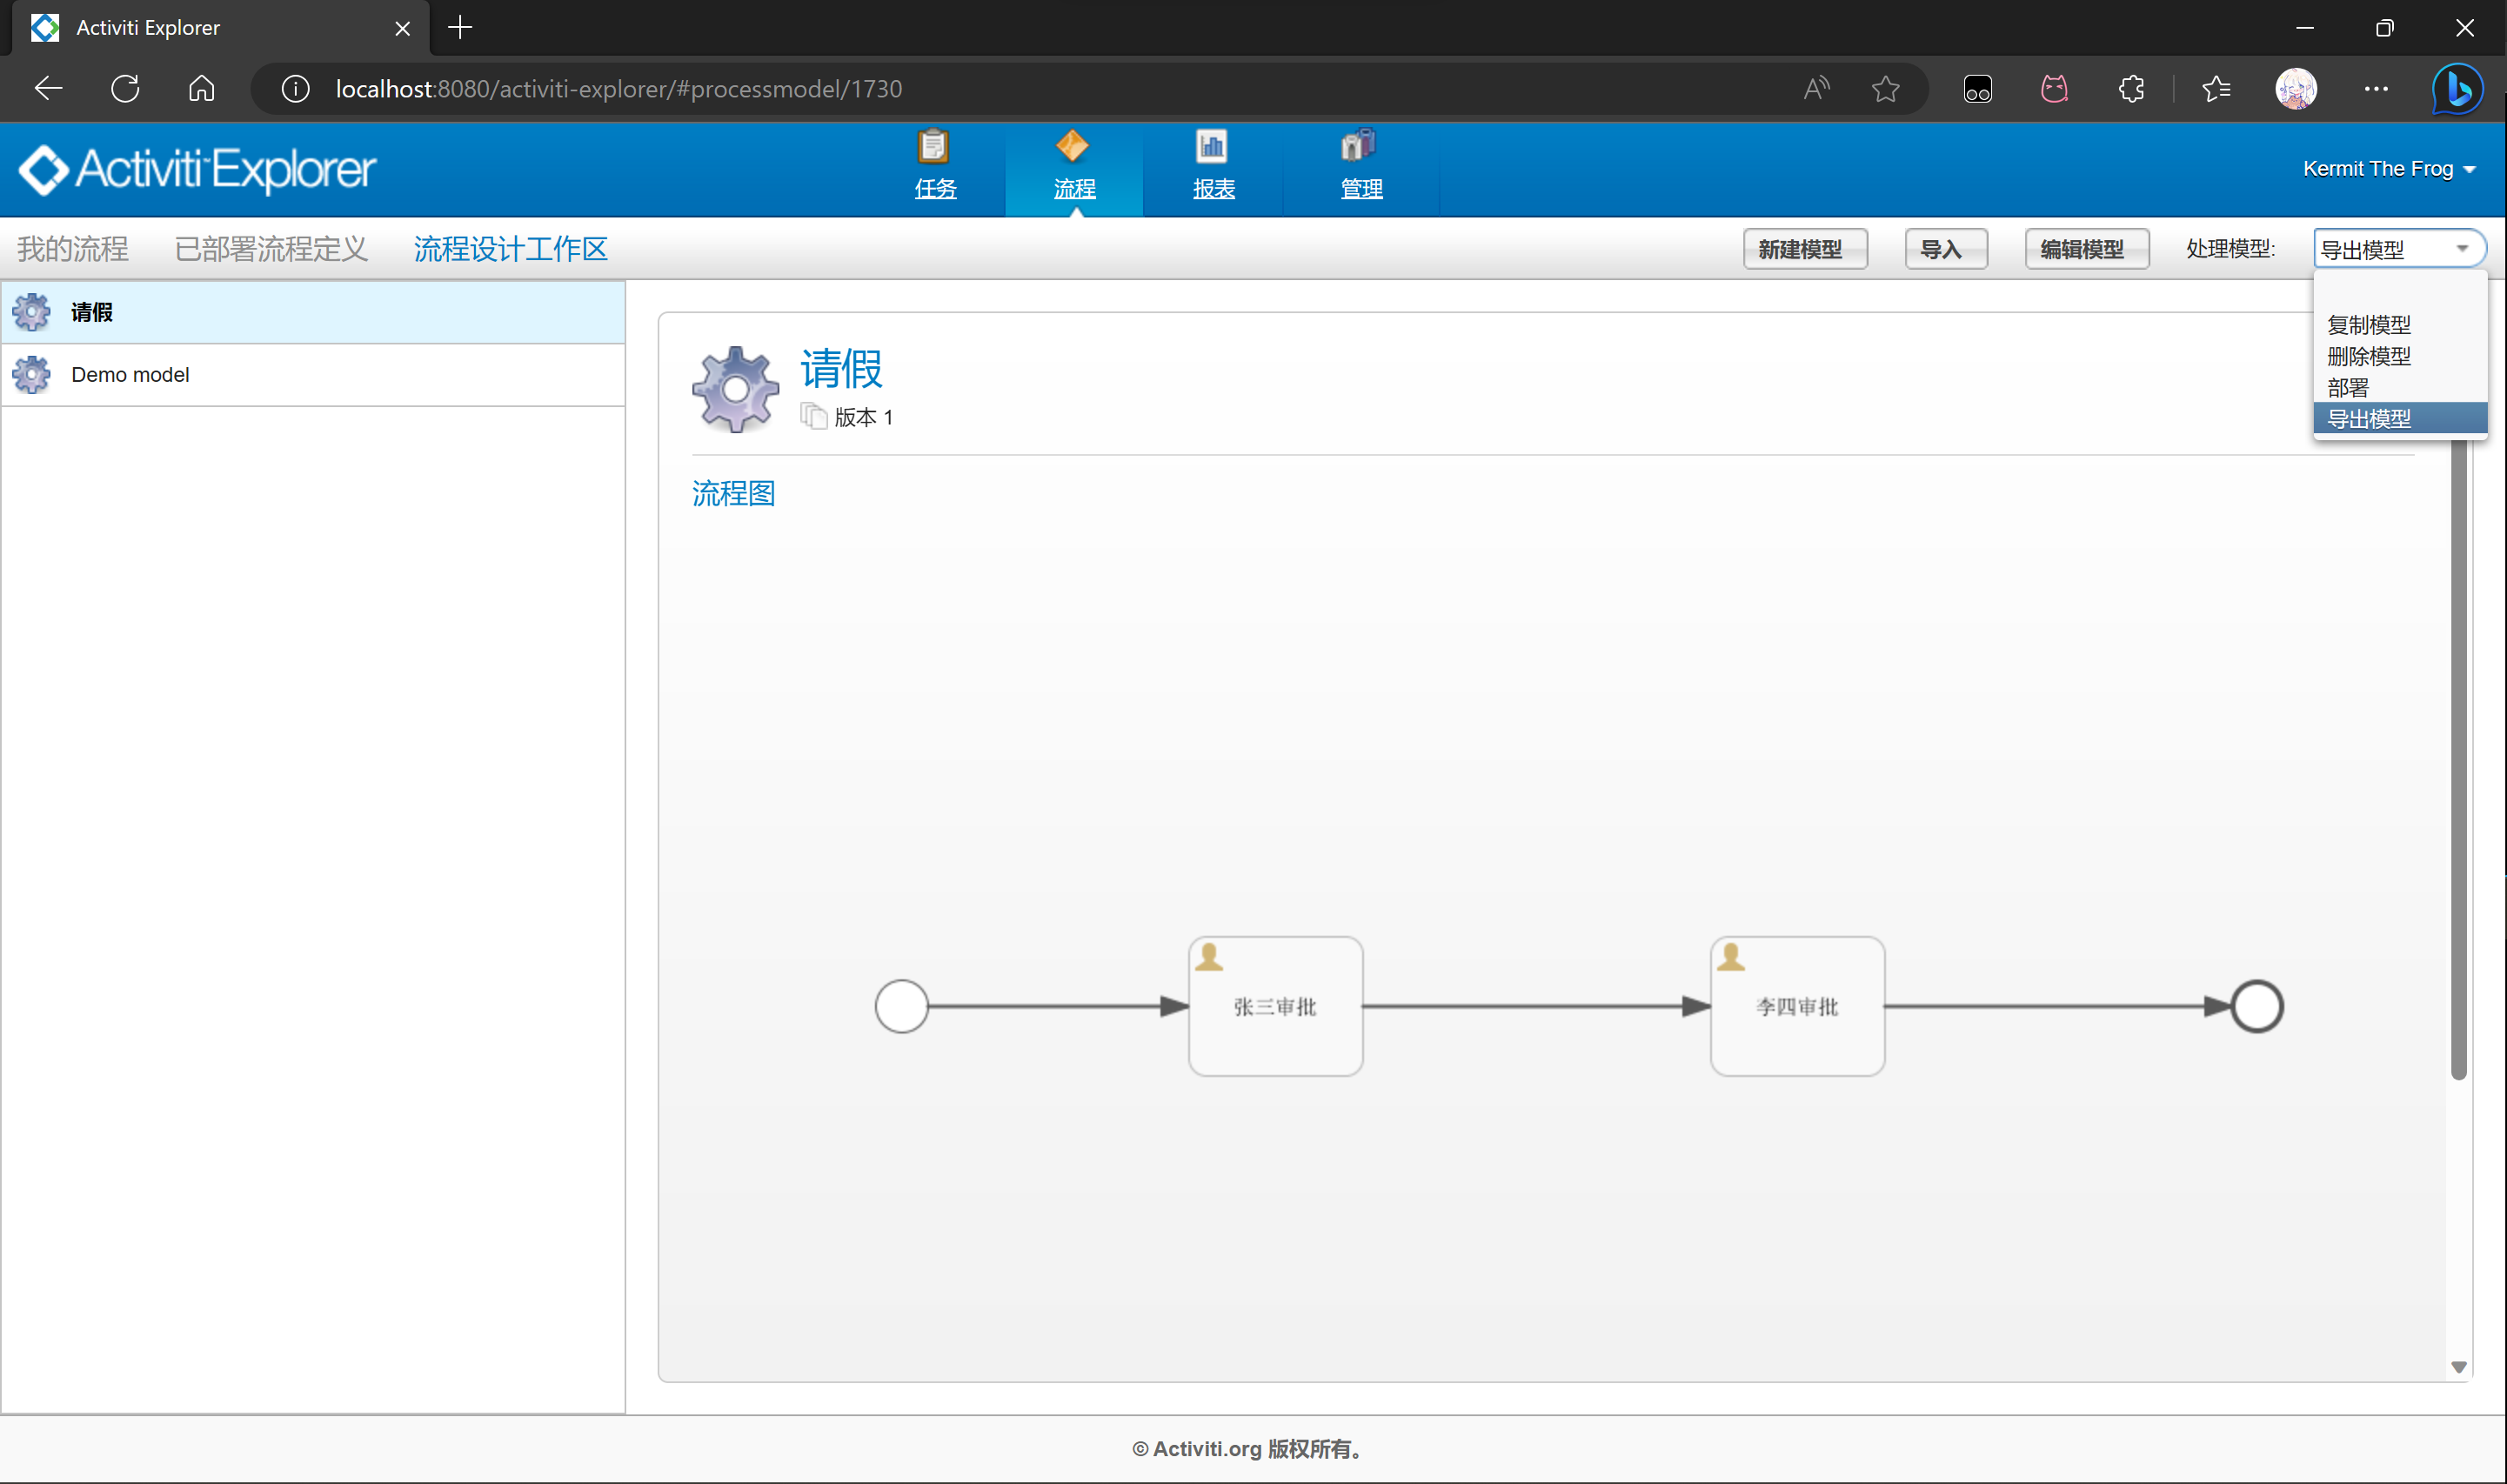 Activiti Explorer
localhost:8080/activiti-explorer/#processmodel/1730
Activiti Explorer
任务
流程
报表
管理
Kermit The Frog
我的流程
已部署流程定义
流程设计工作区
新建模型
导入
编辑模型
处理模型:
导出模型
复制模型
删除模型
部署
导出模型
请假
Demo model
请假
版本 1
流程图
张三审批
李四审批
© Activiti.org 版权所有。